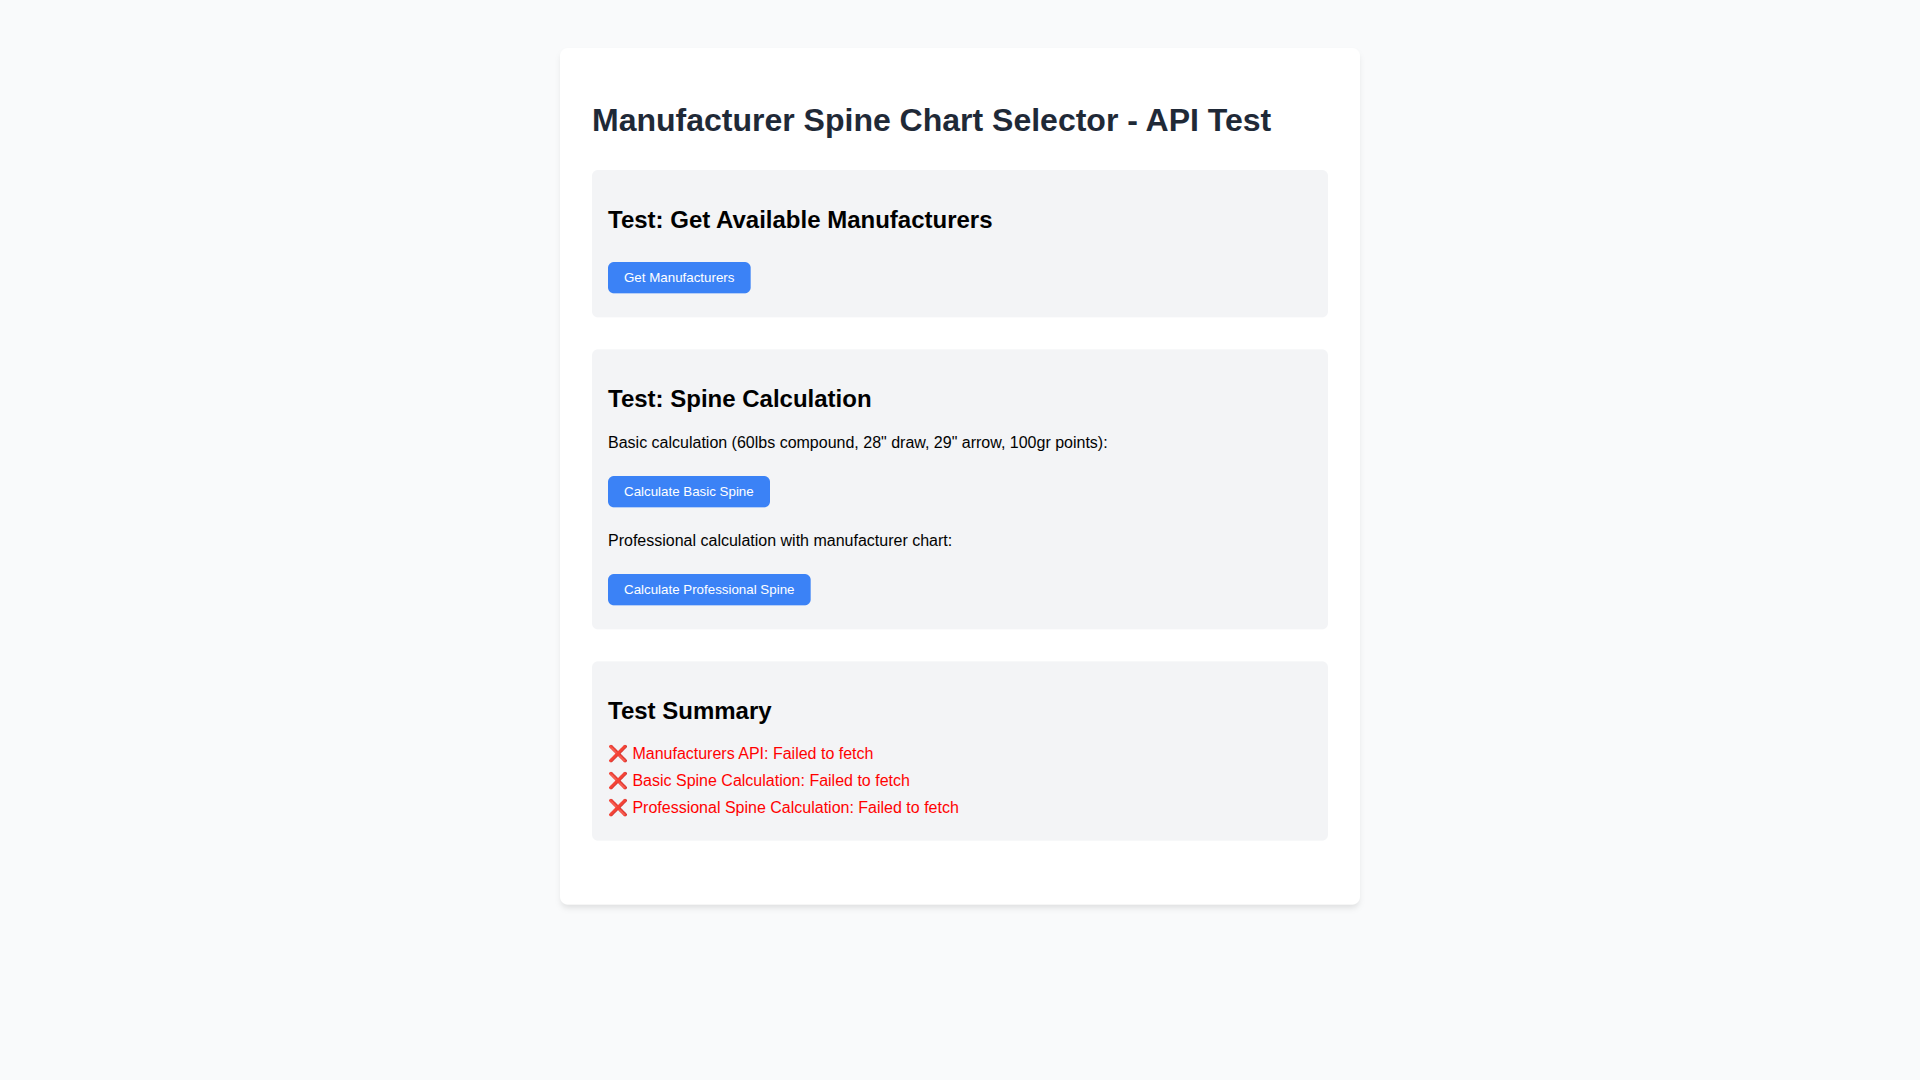 Manufacturer Spine Chart Selector - API Test
Test: Get Available Manufacturers
Get Manufacturers
Test: Spine Calculation
Basic calculation (60lbs compound, 28" draw, 29" arrow, 100gr points):
Calculate Basic Spine
Professional calculation with manufacturer chart:
Calculate Professional Spine
Test Summary
❌ Manufacturers API: Failed to fetch
❌ Basic Spine Calculation: Failed to fetch
❌ Professional Spine Calculation: Failed to fetch